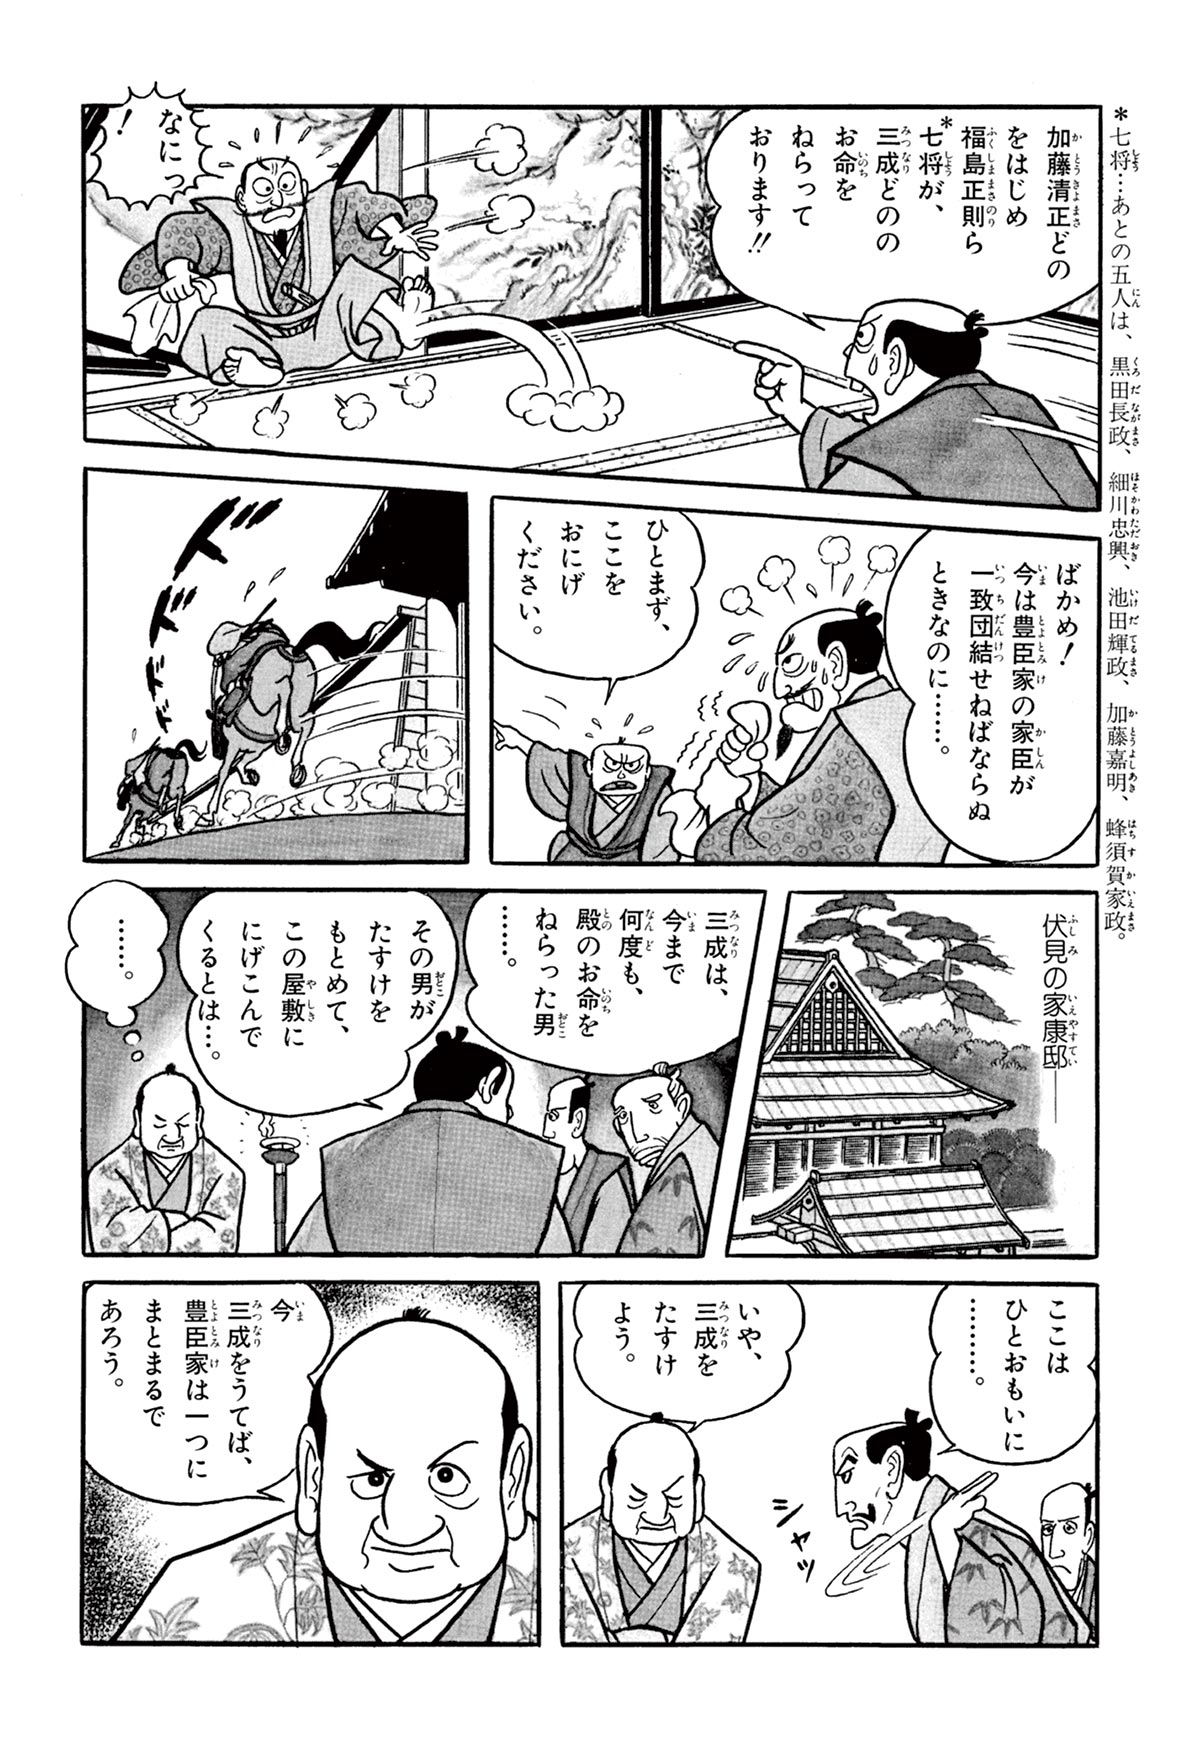 *七将…あとの五人は、黒田長政、細川忠興、池田輝政、加藤嘉明、蜂須賀家政。
加藤清正どの
をはじめ
福島正則ら
*七将が、
三成どのの
お命を
ねらって
おります!!
なにっ
!
ばかめ!
今は豊臣家の家臣が
一致団結せねばならぬ
ときなのに………。
ひとまず、
ここを
おにげ
ください。
ドドドドド
伏見の家康邸──
三成は、
今まで
何度も、
殿のお命を
ねらった男
……。
その男が
たすけを
もとめて、
この屋敷に
にげこんで
くるとは…。
……。
ここは
ひとおもいに
………。
シャッ
いや、
三成を
たすけ
よう。
今
三成をうてば、
豊臣家は一つに
まとまるで
あろう。